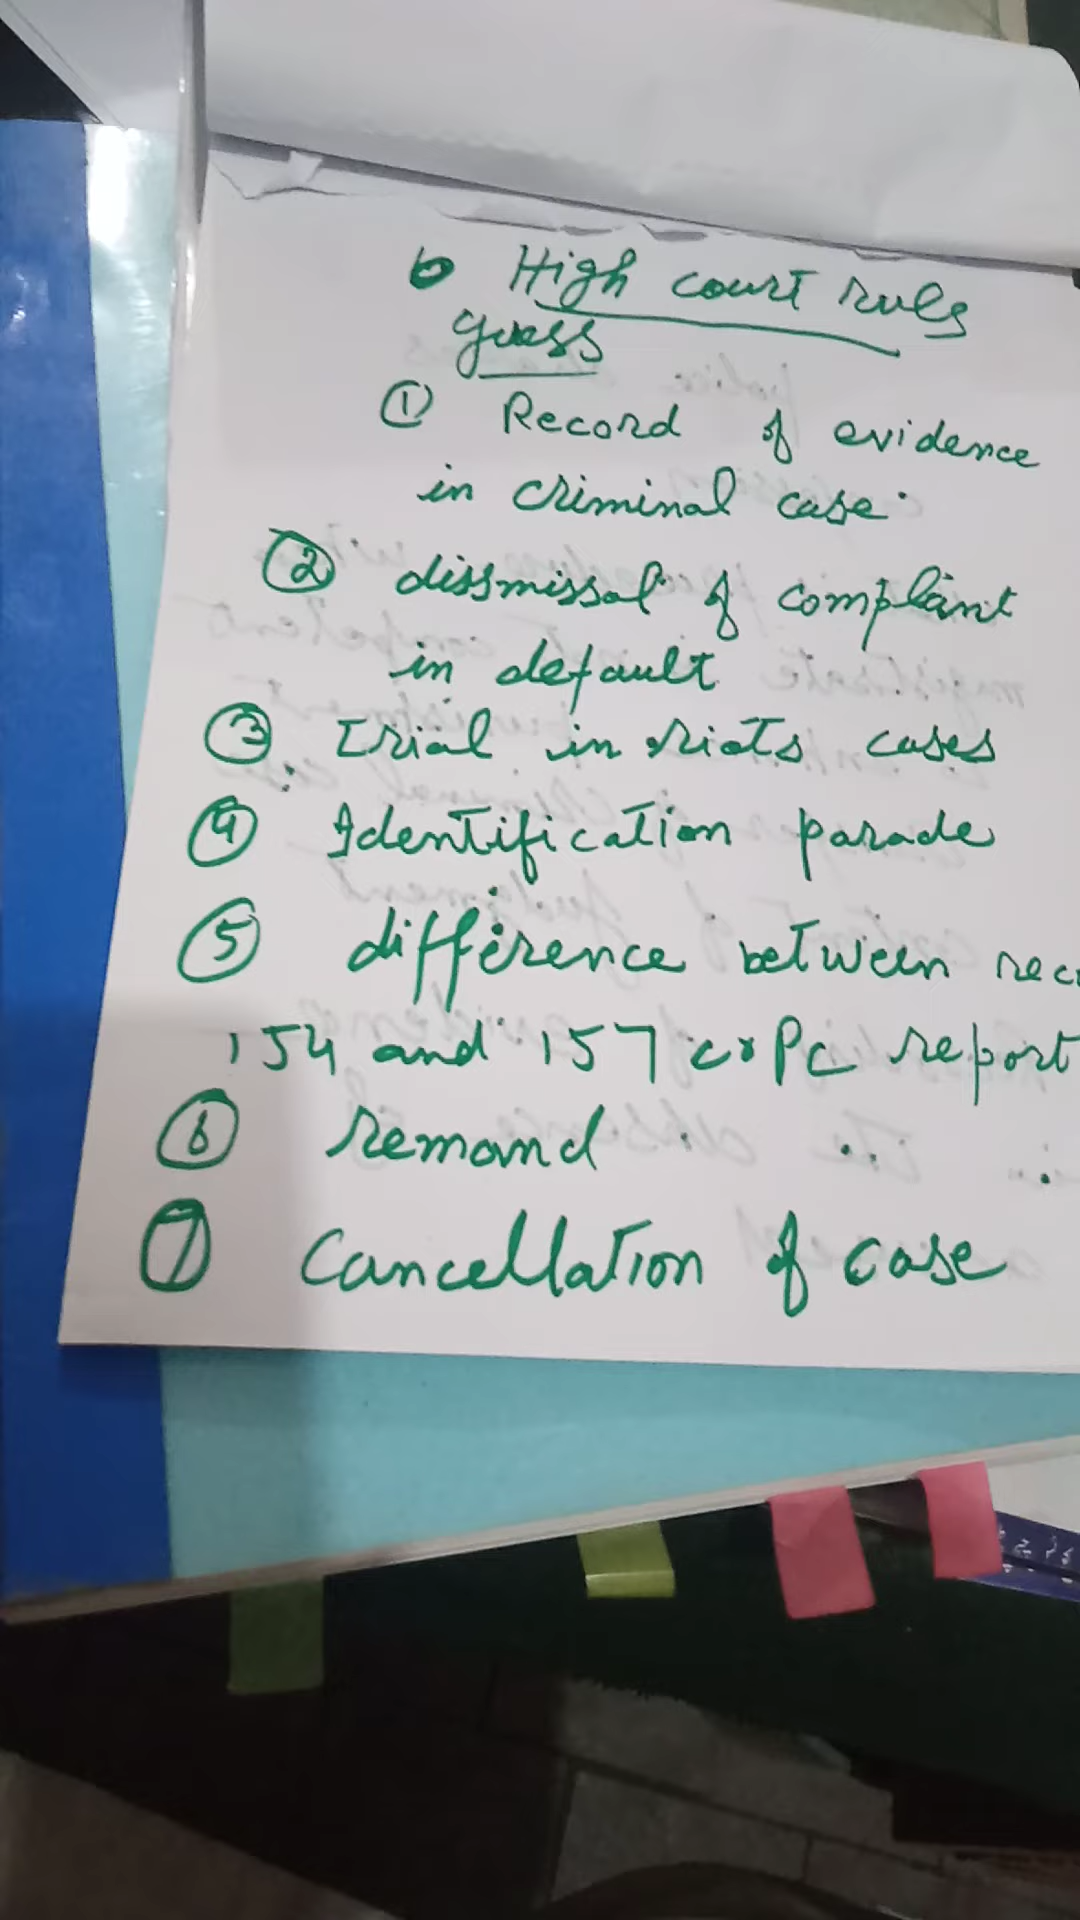 High court rules
guess
① Record of evidence
in criminal case.
② dissmissal of complaint
in default
③ Trial in riots cases
④ Identification parade
⑤ difference between
154 and 157 crPc report
⑥ remand
⑦ Cancellation of case